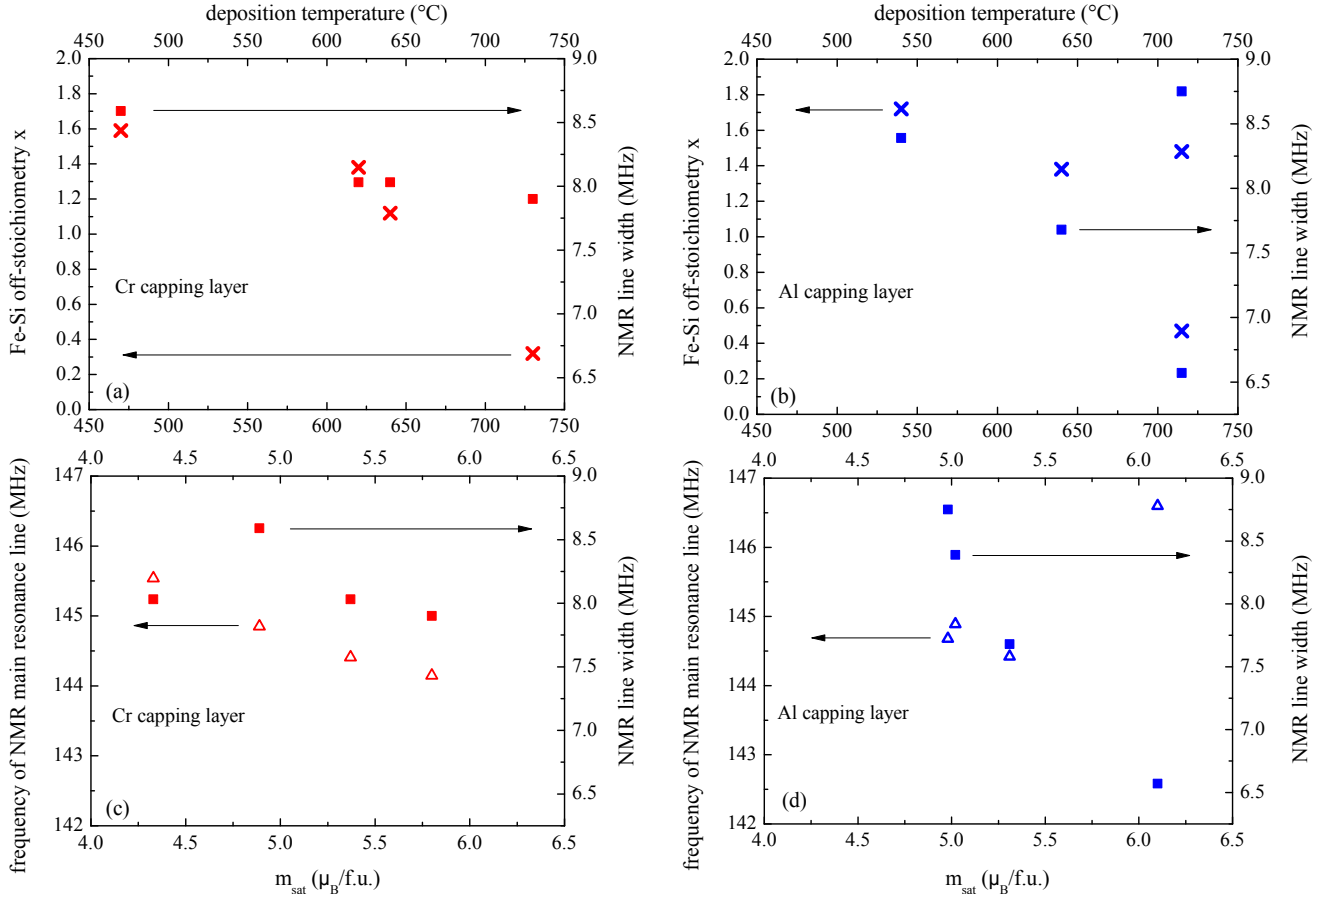 deposition temperature (°C)
450 500 550 600 650 700 750
2.0
1.8
1.6
1.4
1.2
1.0
0.8
0.6
0.4
0.2
0.0
Fe-Si off-stoichiometry x
9.0
8.5
8.0
7.5
7.0
6.5
NMR line width (MHz)
Cr capping layer
(a)
450 500 550 600 650 700 750
deposition temperature (°C)
450 500 550 600 650 700 750
2.0
1.8
1.6
1.4
1.2
1.0
0.8
0.6
0.4
0.2
0.0
Fe-Si off-stoichiometry x
9.0
8.5
8.0
7.5
7.0
6.5
NMR line width (MHz)
Al capping layer
(b)
450 500 550 600 650 700 750
4.0 4.5 5.0 5.5 6.0 6.5
147
146
145
144
143
142
frequency of NMR main resonance line (MHz)
9.0
8.5
8.0
7.5
7.0
6.5
NMR line width (MHz)
Cr capping layer
(c)
4.0 4.5 5.0 5.5 6.0 6.5
m_sat (μ_B/f.u.)
4.0 4.5 5.0 5.5 6.0 6.5
147
146
145
144
143
142
frequency of NMR main resonance line (MHz)
9.0
8.5
8.0
7.5
7.0
6.5
NMR line width (MHz)
Al capping layer
(d)
4.0 4.5 5.0 5.5 6.0 6.5
m_sat (μ_B/f.u.)